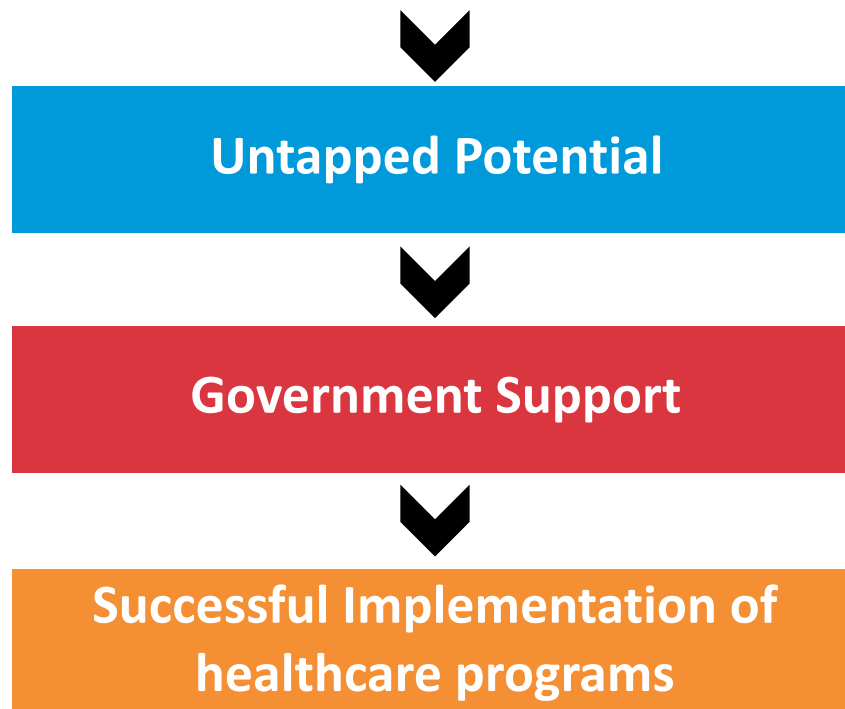 Untapped Potential
Government Support
Successful Implementation of
healthcare programs